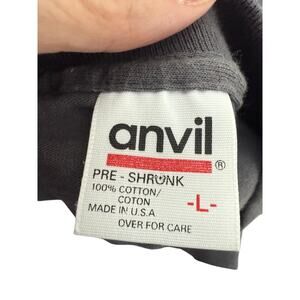 anvil
®
PRE - SHRUNK
100% COTTON/
COTON
-L-
MADE IN U.S.A
OVER FOR CARE